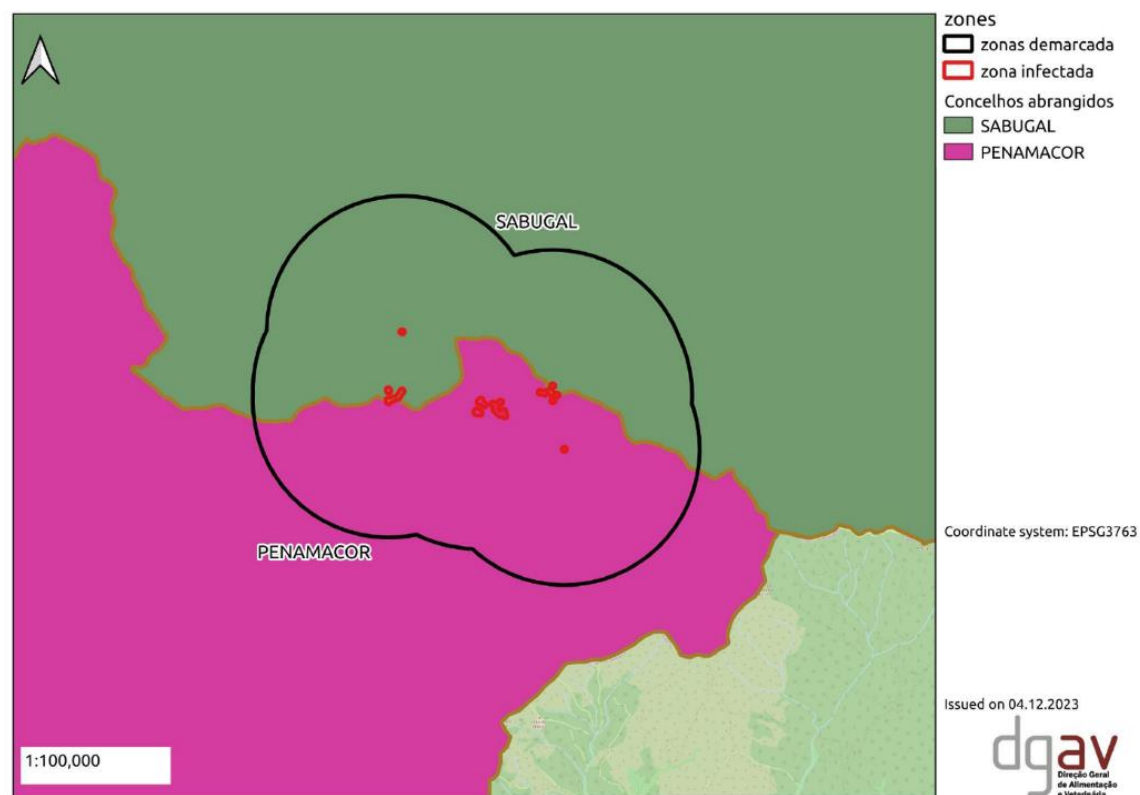 zones
zonas demarcada
zona infectada
Concelhos abrangidos
SABUGAL
PENAMACOR
SABUGAL
PENAMACOR
Coordinate system: EPSG3763
Issued on 04.12.2023
1:100,000
dgav
Direção Geral
de Alimentação
e Veterinária